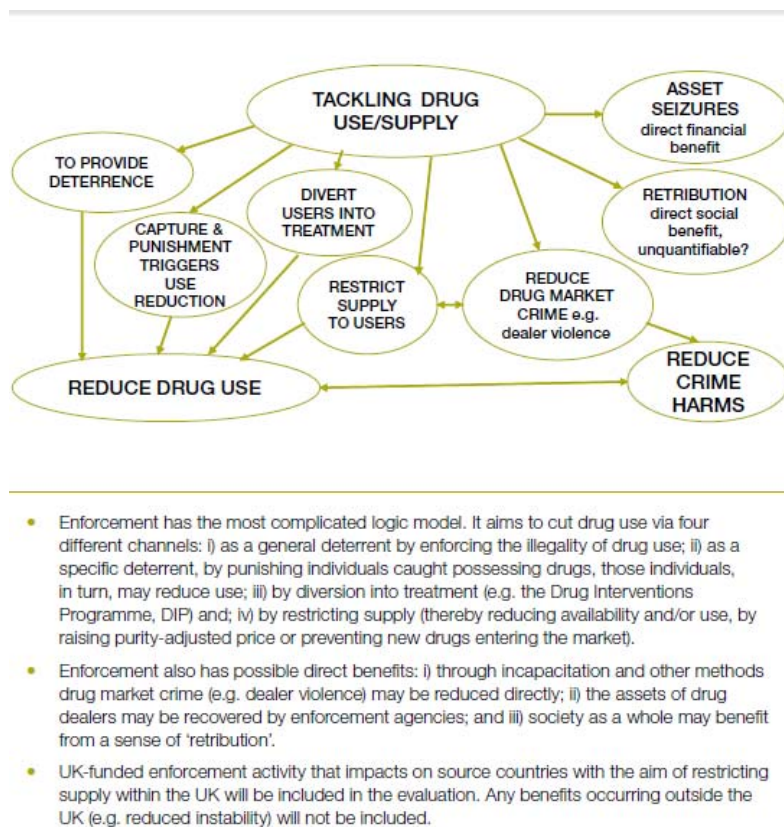 TACKLING DRUG
USE/SUPPLY
ASSET
SEIZURES
direct financial
benefit
TO PROVIDE
DETERRENCE
DIVERT
USERS INTO
TREATMENT
RETRIBUTION
direct social
benefit,
unquantifiable?
CAPTURE &
PUNISHMENT
TRIGGERS
USE
REDUCTION
RESTRICT
SUPPLY
TO USERS
REDUCE
DRUG MARKET
CRIME e.g.
dealer violence
REDUCE DRUG USE
REDUCE
CRIME
HARMS
• Enforcement has the most complicated logic model. It aims to cut drug use via four
different channels: i) as a general deterrent by enforcing the illegality of drug use; ii) as a
specific deterrent, by punishing individuals caught possessing drugs, those individuals,
in turn, may reduce use; iii) by diversion into treatment (e.g. the Drug Interventions
Programme, DIP) and; iv) by restricting supply (thereby reducing availability and/or use, by
raising purity-adjusted price or preventing new drugs entering the market).
• Enforcement also has possible direct benefits: i) through incapacitation and other methods
drug market crime (e.g. dealer violence) may be reduced directly; ii) the assets of drug
dealers may be recovered by enforcement agencies; and iii) society as a whole may benefit
from a sense of ‘retribution’.
• UK-funded enforcement activity that impacts on source countries with the aim of restricting
supply within the UK will be included in the evaluation. Any benefits occurring outside the
UK (e.g. reduced instability) will not be included.